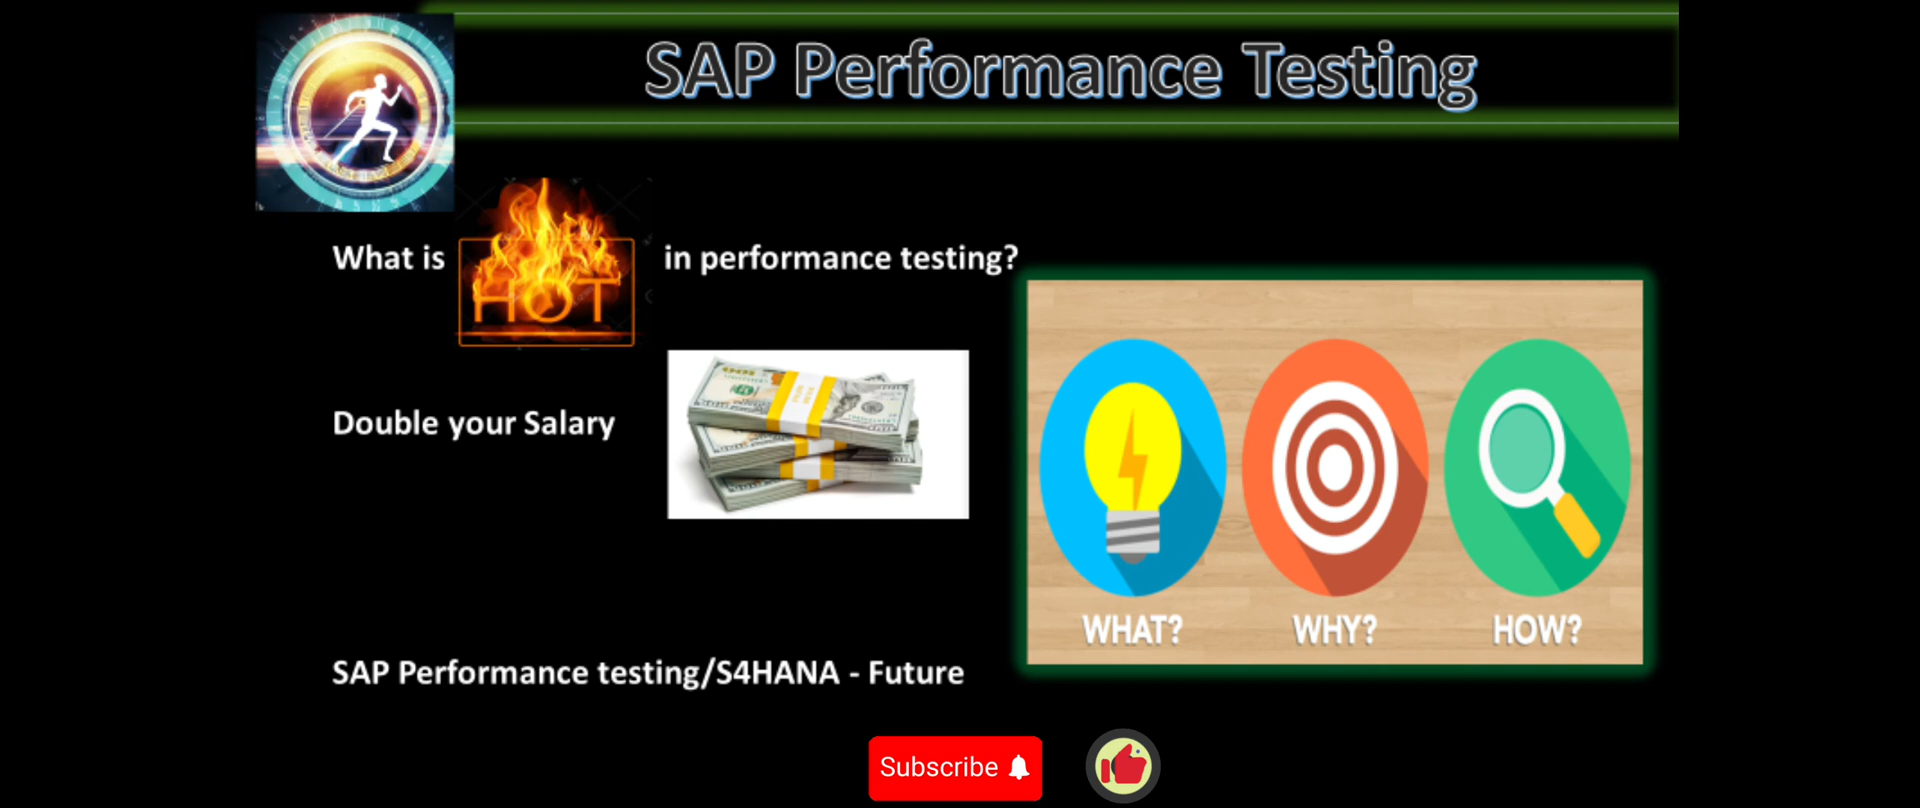 SAP Performance Testing
What is HOT in performance testing?
Double your Salary
WHAT? WHY? HOW?
SAP Performance testing/S4HANA - Future
Subscribe